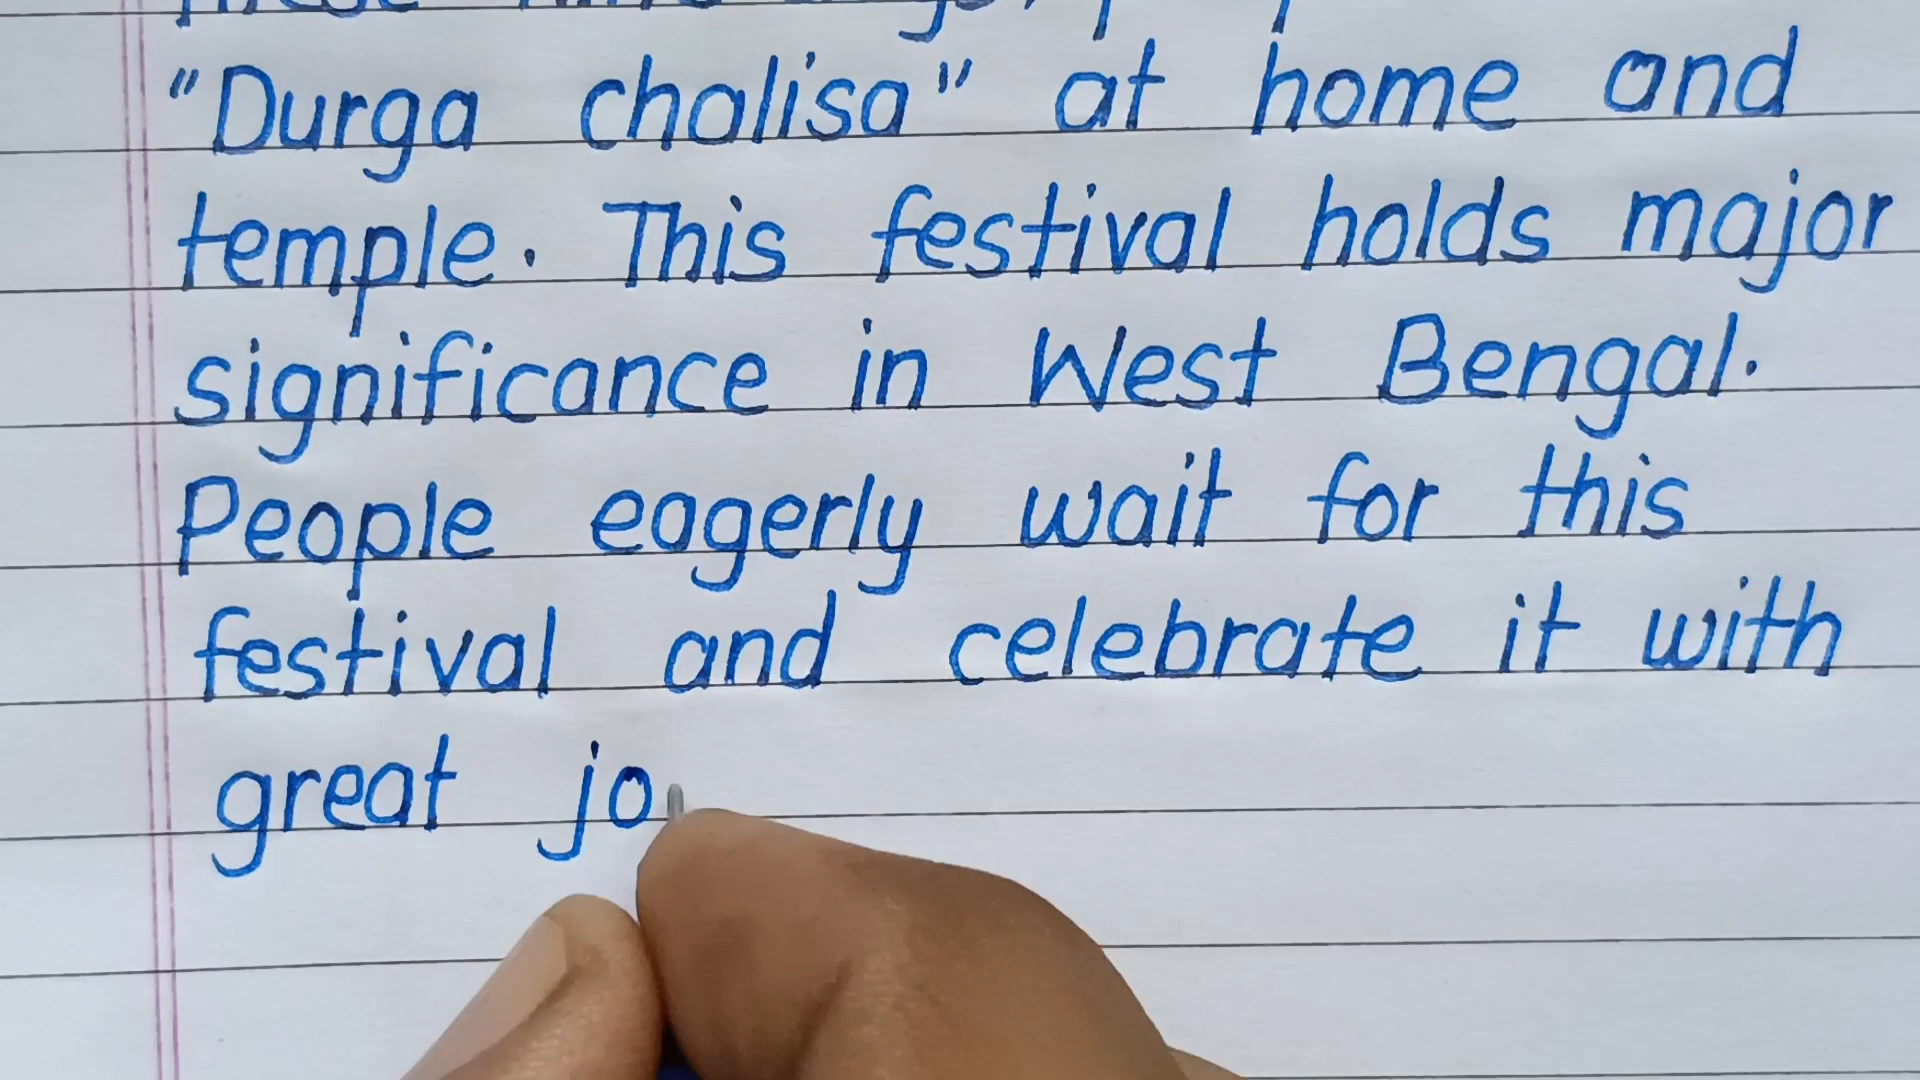 "Durga chalisa" at home and
temple. This festival holds major
significance in West Bengal.
People eagerly wait for this
festival and celebrate it with
great jo